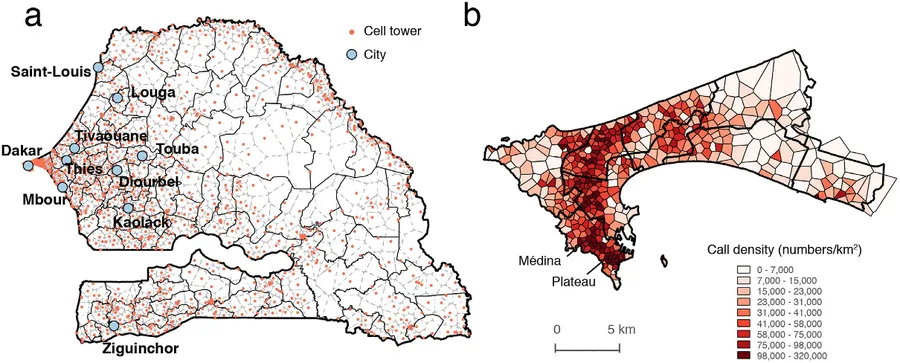 a
Cell tower
City
Saint-Louis
Louga
Tivaouane
Dakar
Touba
Thies
Diourbel
Mbour
Kaolack
Ziguinchor
b
Médina
Plateau
0 5 km
Call density (numbers/km²)
0 - 7,000
7,000 - 15,000
15,000 - 23,000
23,000 - 31,000
31,000 - 41,000
41,000 - 58,000
58,000 - 75,000
75,000 - 98,000
98,000 - 320,000